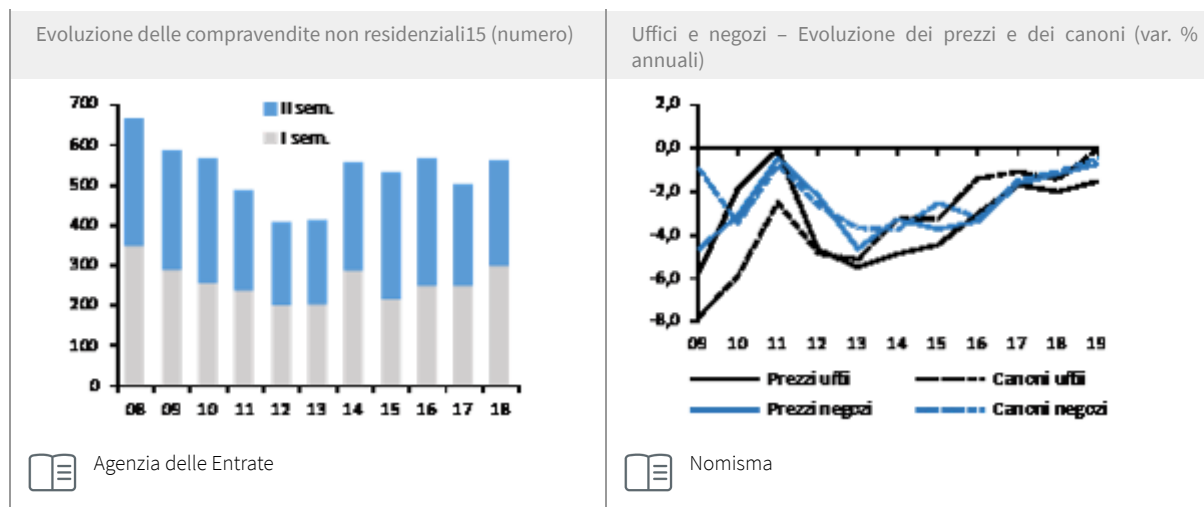 Evoluzione delle compravendite non residenziali15 (numero)
700
600
500
400
300
200
100
0
II sem.
I sem.
08 09 10 11 12 13 14 15 16 17 18
Agenzia delle Entrate
Uffici e negozi – Evoluzione dei prezzi e dei canoni (var. %
annuali)
2,0
0,0
-2,0
-4,0
-6,0
-8,0
09 10 11 12 13 14 15 16 17 18 19
Prezzi uffici Canoni uffici
Prezzi negozi Canoni negozi
Nomisma